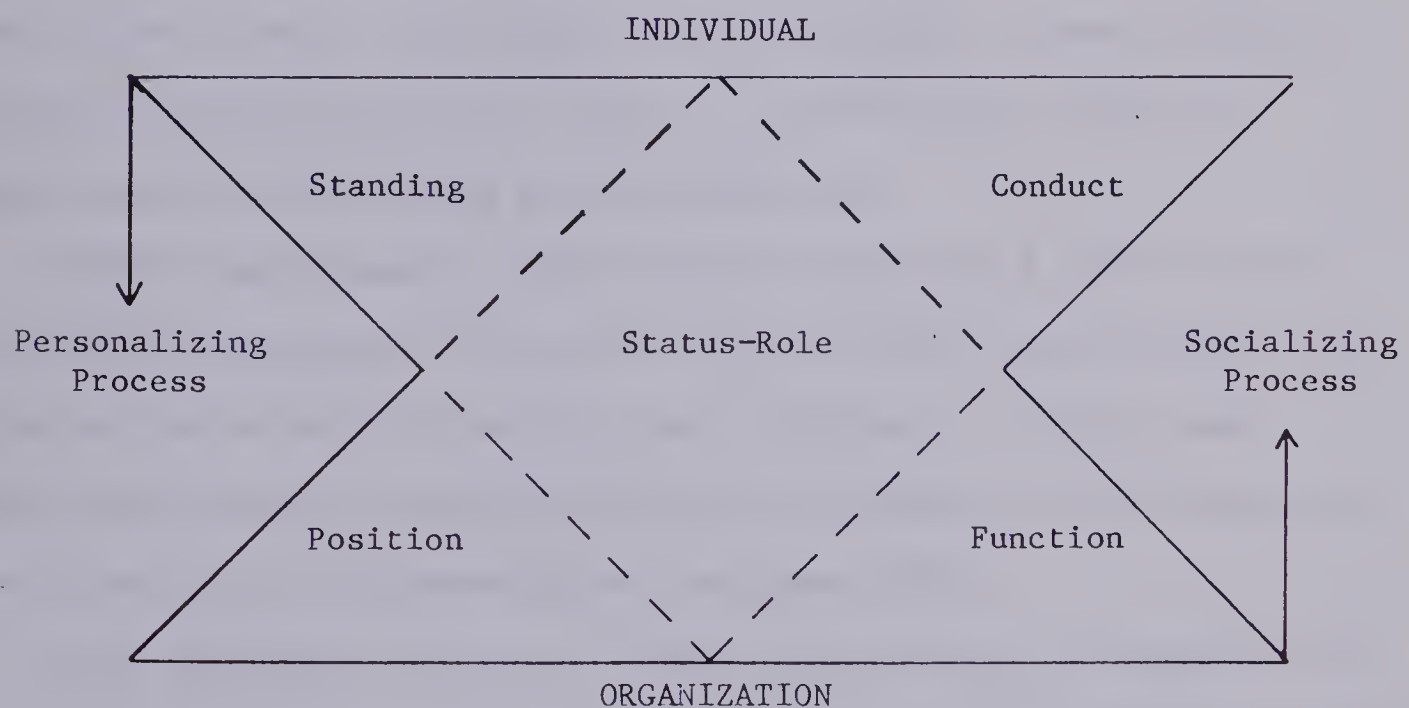 INDIVIDUAL
Standing
Conduct
Personalizing
Process
Status-Role
Socializing
Process
Position
Function
ORGANIZATION